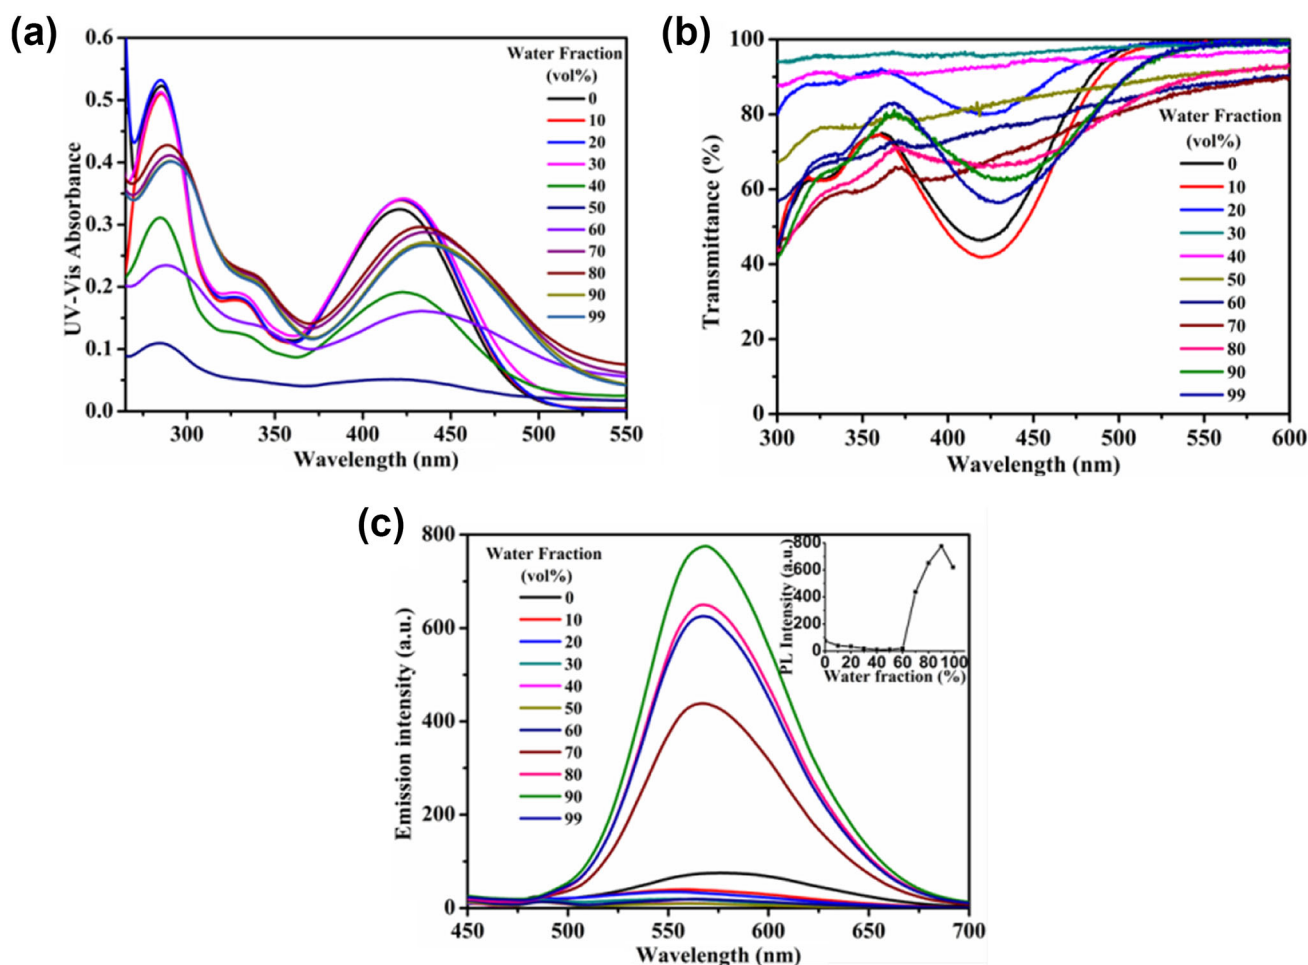 (a)
0.6
0.5
0.4
0.3
0.2
0.1
0.0
UV-Vis Absorbance
300 350 400 450 500 550
Wavelength (nm)
Water Fraction
(vol%)
0
10
20
30
40
50
60
70
80
90
99
(b)
100
80
60
40
20
0
Transmittance (%)
300 350 400 450 500 550 600
Wavelength (nm)
Water Fraction
(vol%)
0
10
20
30
40
50
60
70
80
90
99
(c)
800
600
400
200
0
Emission intensity (a.u.)
450 500 550 600 650 700
Wavelength (nm)
Water Fraction
(vol%)
0
10
20
30
40
50
60
70
80
90
99
800
600
400
200
0
PL Intensity (a.u.)
0 20 40 60 80 100
Water fraction (%)